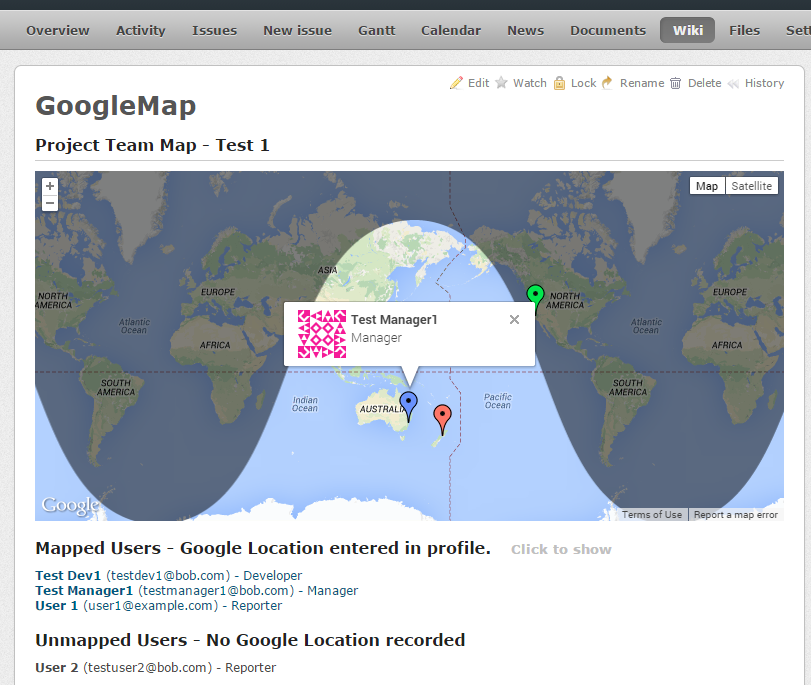 Overview Activity Issues New issue Gantt Calendar News Documents Wiki Files Sett
Edit Watch Lock Rename Delete History
GoogleMap
Project Team Map - Test 1
+
−
Map Satellite
ASIA
NORTH AMERICA
EUROPE
NORTH AMERICA
EUROPE
Test Manager1
Manager
Atlantic Ocean
Atlantic Ocean
AFRICA
AFRICA
SOUTH AMERICA
SOUTH AMERICA
Indian Ocean
AUSTRALIA
Pacific Ocean
Google
Terms of Use Report a map error
Mapped Users - Google Location entered in profile. Click to show
Test Dev1 (testdev1@bob.com) - Developer
Test Manager1 (testmanager1@bob.com) - Manager
User 1 (user1@example.com) - Reporter
Unmapped Users - No Google Location recorded
User 2 (testuser2@bob.com) - Reporter